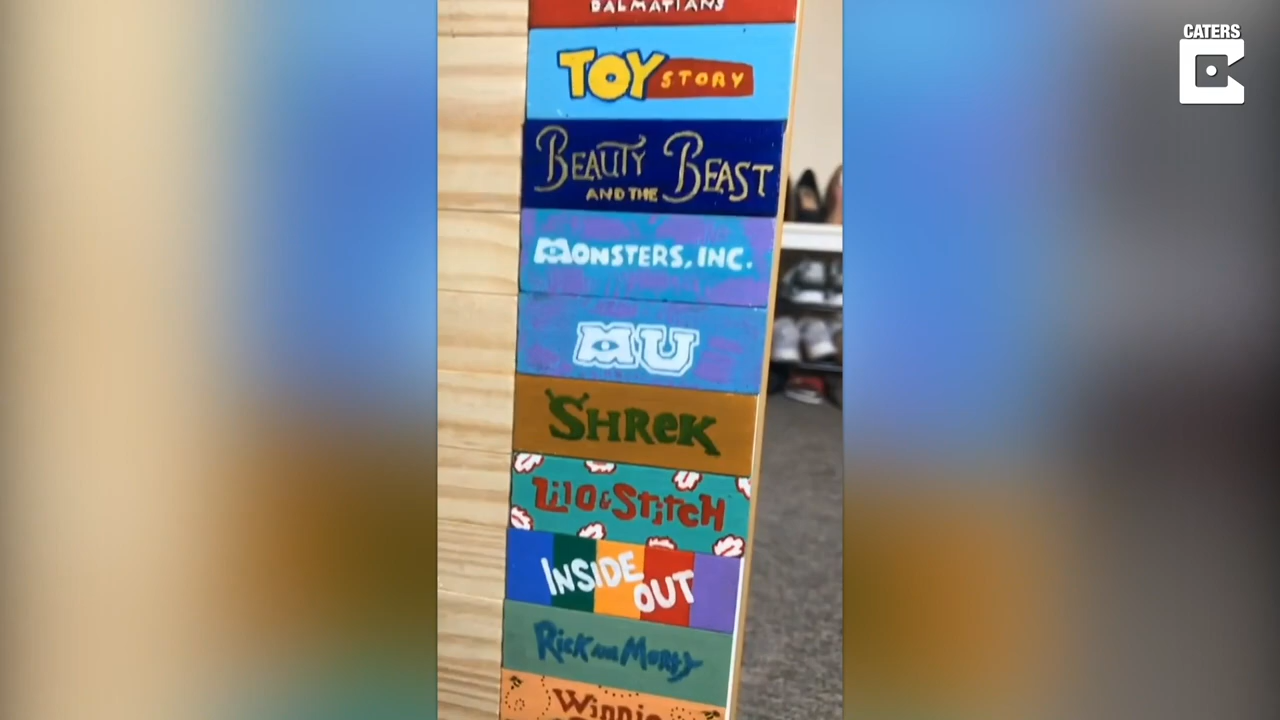 DALMATIANS
CATERS
TOY STORY
BEAUTY AND THE BEAST
MONSTERS, INC.
MU
SHREK
Lilo & Stitch
INSIDE OUT
Rick and Morty
Winnie